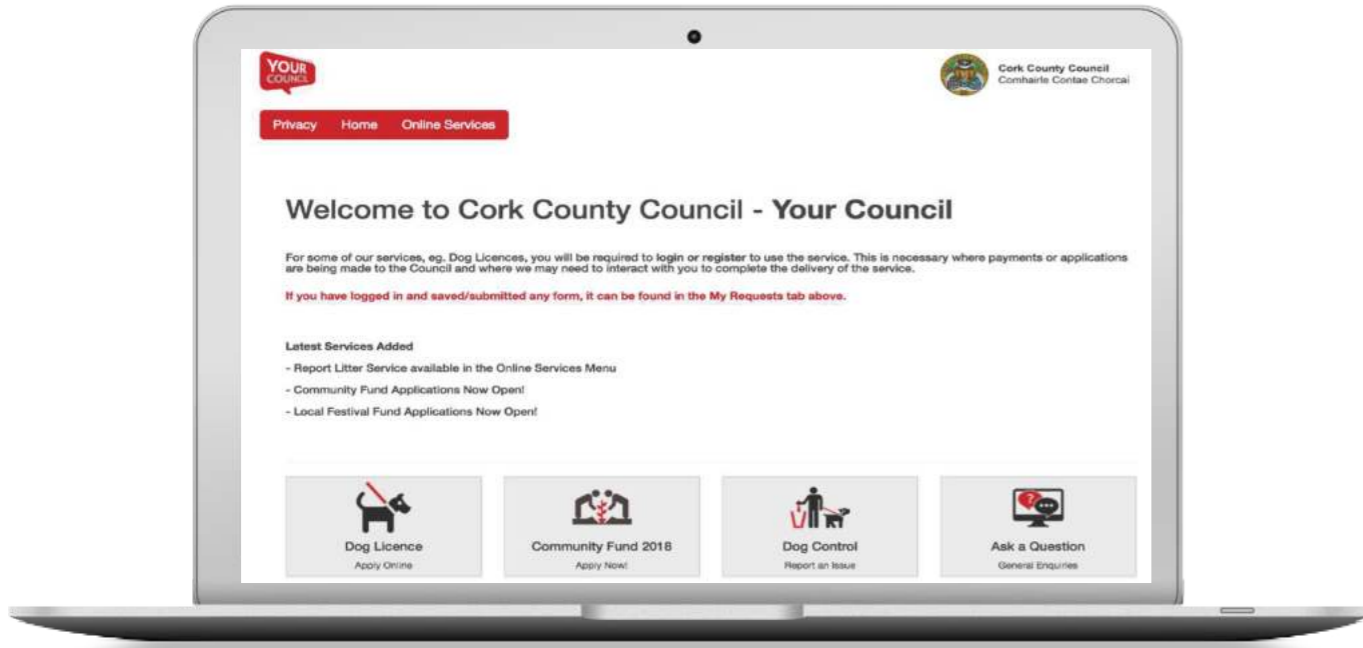 YOUR
COUNCIL
Cork County Council
Comhairle Contae Chorcaí
Privacy Home Online Services
Welcome to Cork County Council - Your Council
For some of our services, eg. Dog Licences, you will be required to login or register to use the service. This is necessary where payments or applications
are being made to the Council and where we may need to interact with you to complete the delivery of the service.
If you have logged in and saved/submitted any form, it can be found in the My Requests tab above.
Latest Services Added
- Report Litter Service available in the Online Services Menu
- Community Fund Applications Now Open!
- Local Festival Fund Applications Now Open!
Dog Licence
Apply Online
Community Fund 2018
Apply Now!
Dog Control
Report an Issue
Ask a Question
General Enquiries